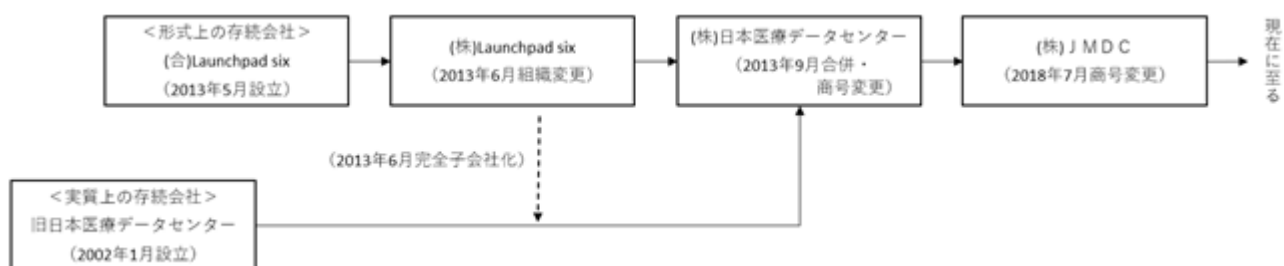 ＜形式上の存続会社＞
(合)Launchpad six
（2013年5月設立）
(株)Launchpad six
（2013年6月組織変更）
(株)日本医療データセンター
（2013年9月合併・
商号変更）
(株)ＪＭＤＣ
（2018年7月商号変更）
現在に至る
（2013年6月完全子会社化）
＜実質上の存続会社＞
旧日本医療データセンター
（2002年1月設立）